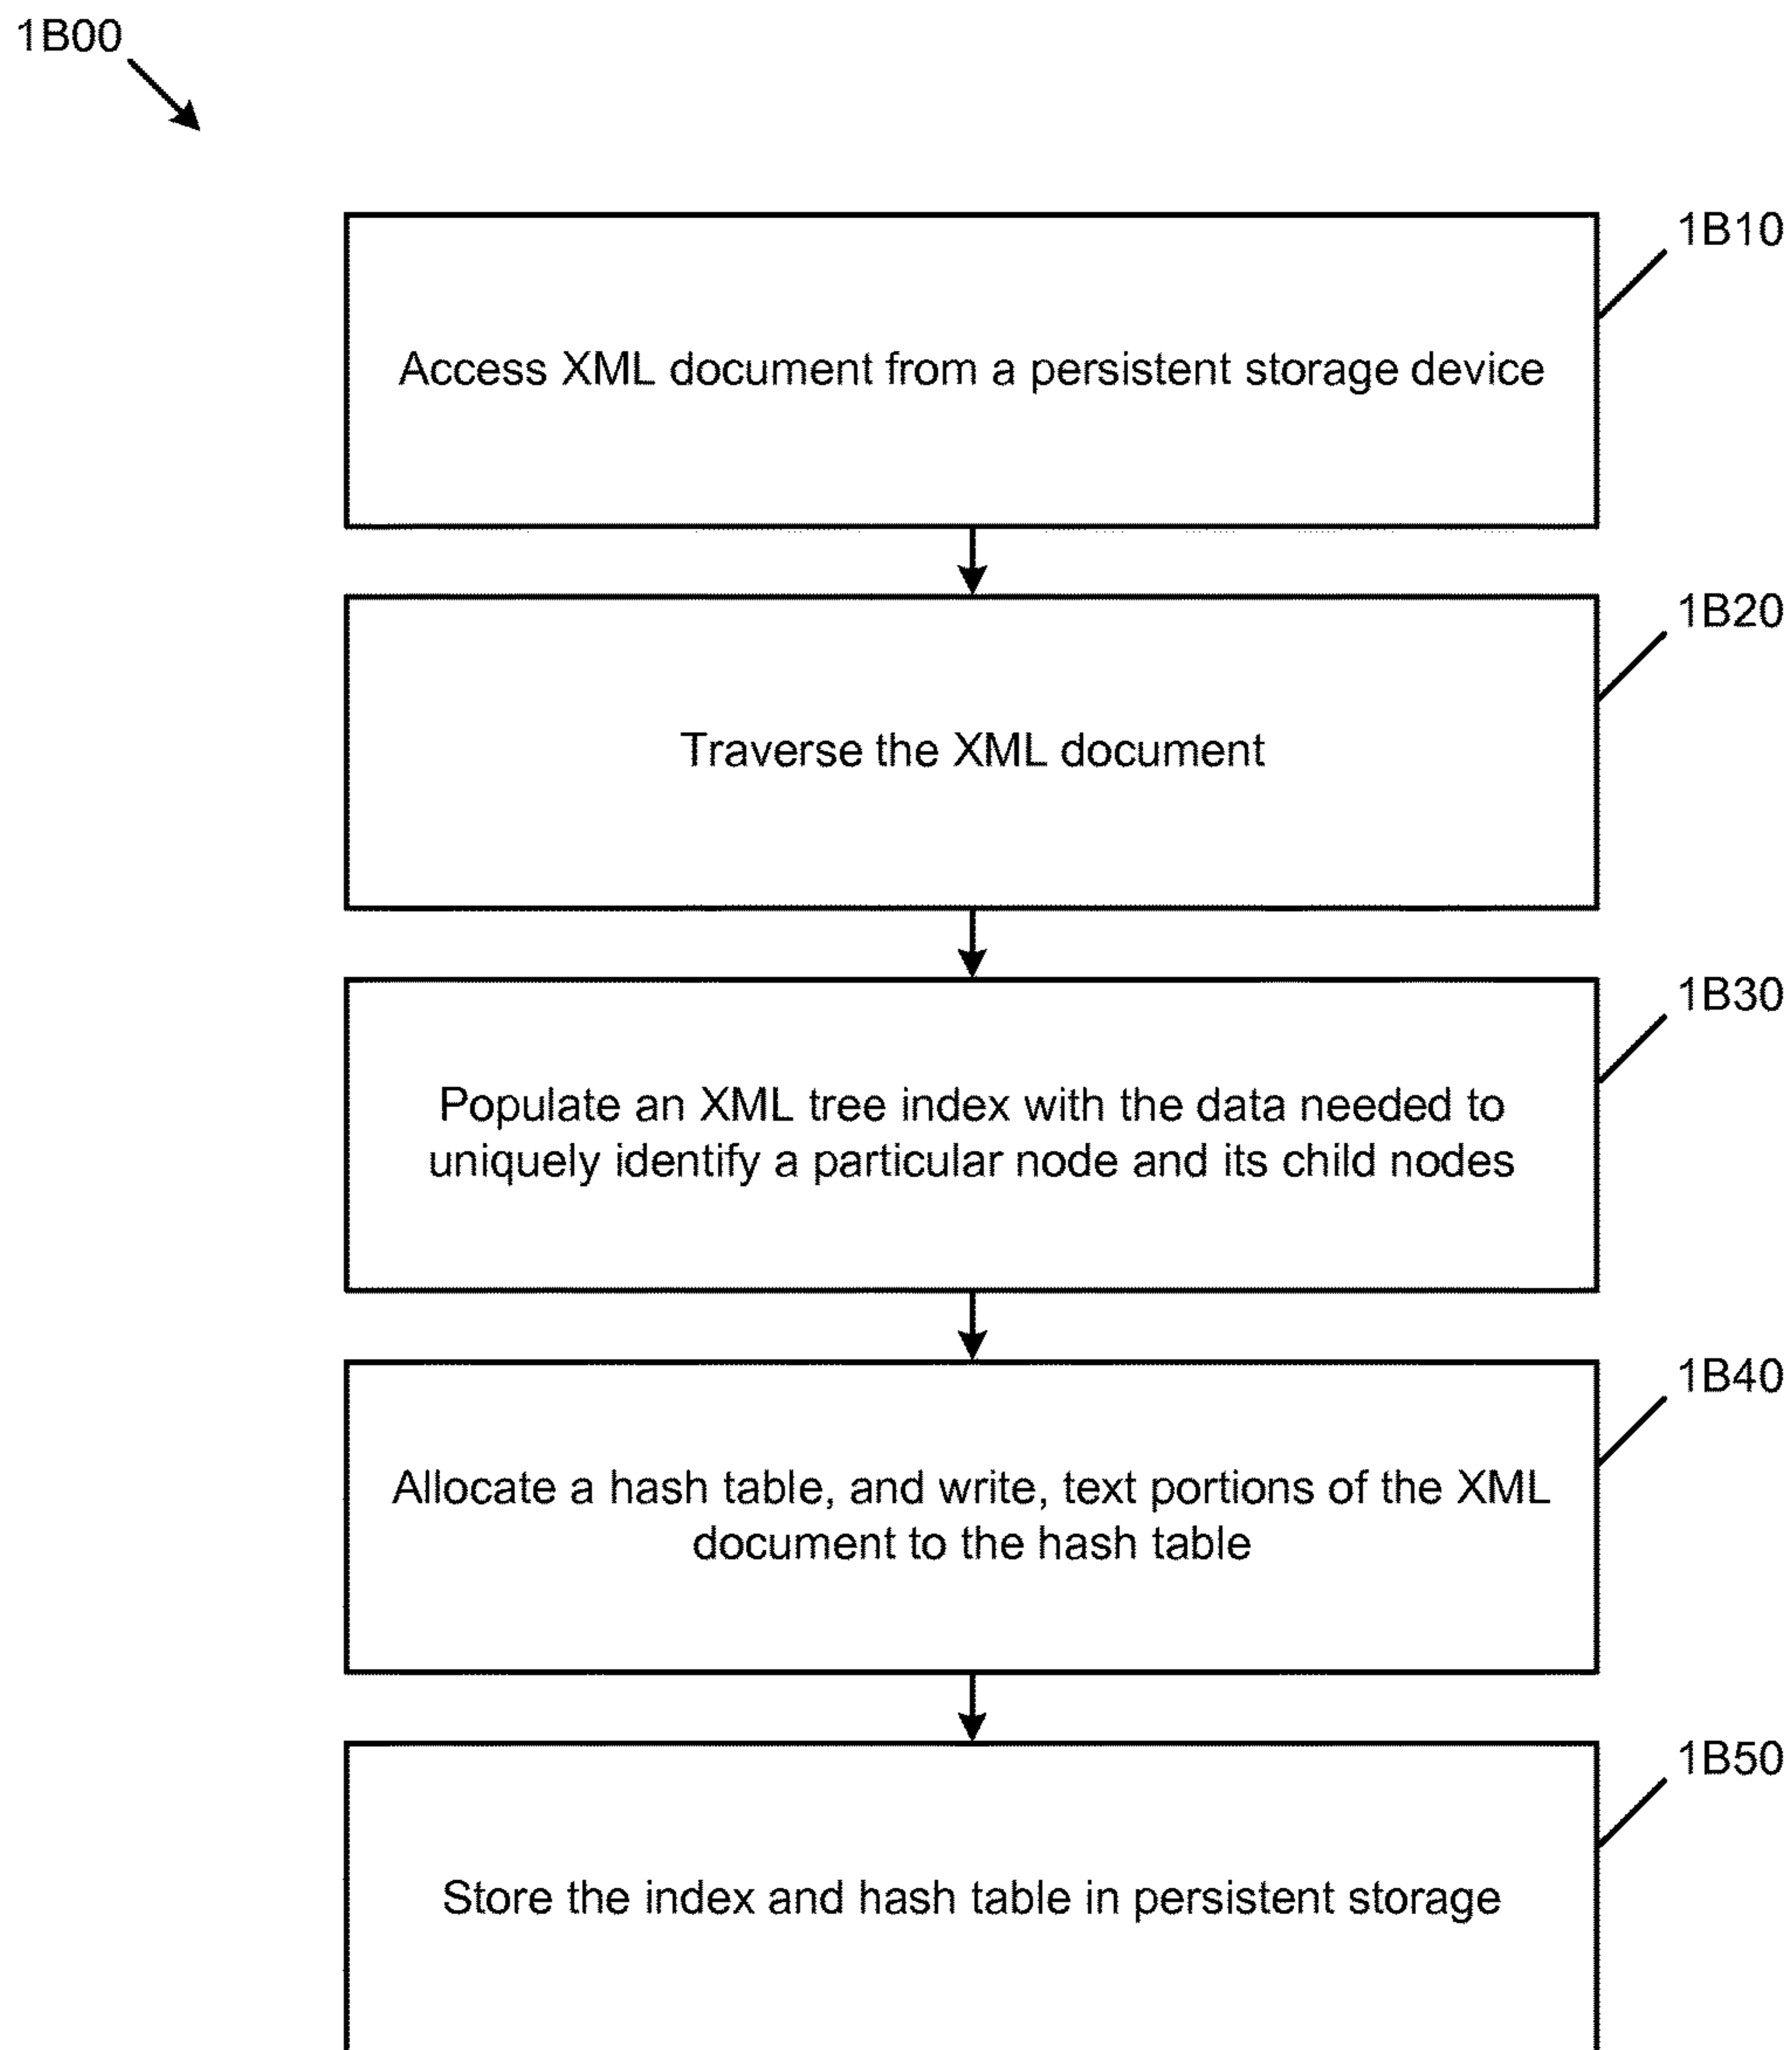 1B00
1B10
Access XML document from a persistent storage device
1B20
Traverse the XML document
1B30
Populate an XML tree index with the data needed to
uniquely identify a particular node and its child nodes
1B40
Allocate a hash table, and write, text portions of the XML
document to the hash table
1B50
Store the index and hash table in persistent storage